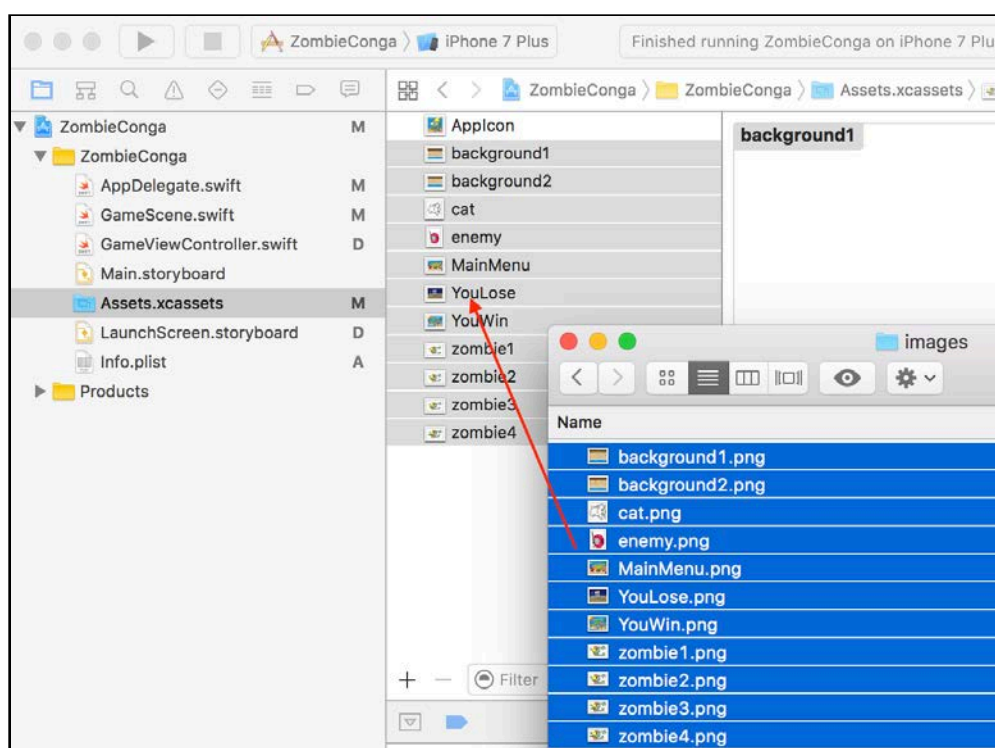 ZombieConga iPhone 7 Plus Finished running ZombieConga on iPhone 7 Plu
ZombieConga ZombieConga Assets.xcassets
ZombieConga M
ZombieConga
AppDelegate.swift M
GameScene.swift M
GameViewController.swift D
Main.storyboard
Assets.xcassets M
LaunchScreen.storyboard D
Info.plist A
Products
AppIcon
background1
background2
cat
enemy
MainMenu
YouLose
YouWin
zombie1
zombie2
zombie3
zombie4
Filter
background1
images
Name
background1.png
background2.png
cat.png
enemy.png
MainMenu.png
YouLose.png
YouWin.png
zombie1.png
zombie2.png
zombie3.png
zombie4.png